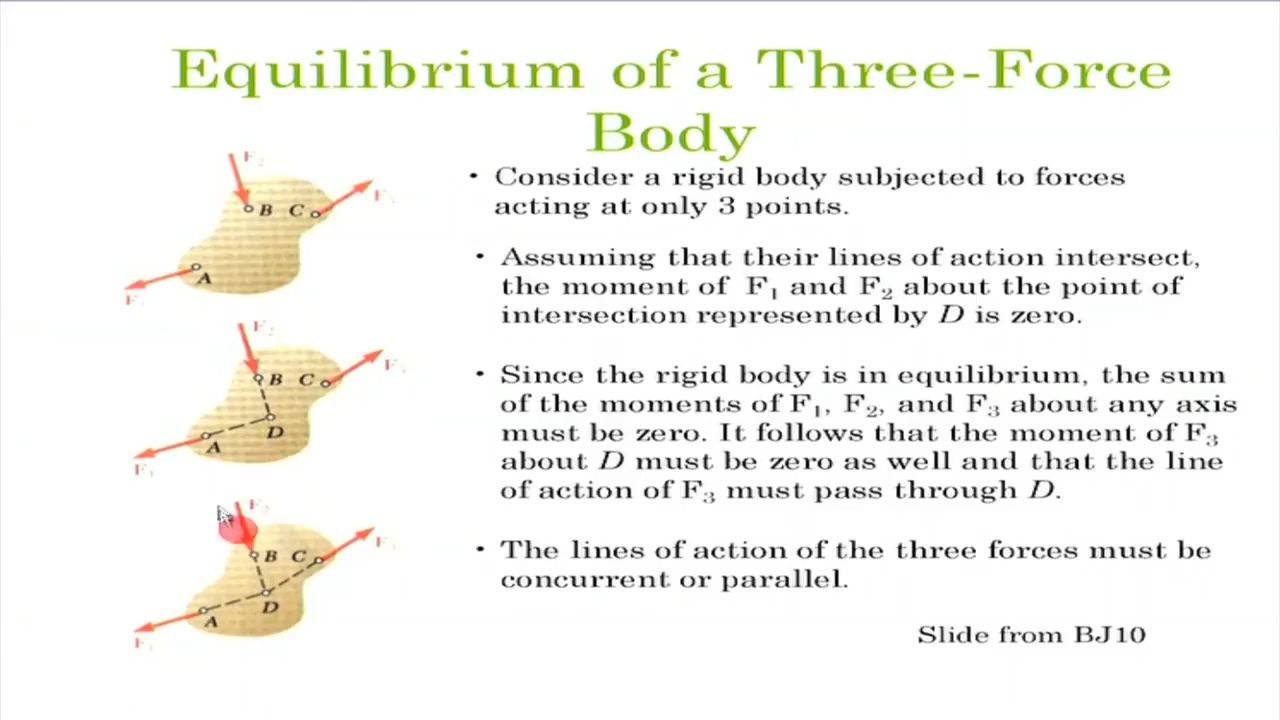 Equilibrium of a Three-Force
Body
• Consider a rigid body subjected to forces
acting at only 3 points.
• Assuming that their lines of action intersect,
the moment of F₁ and F₂ about the point of
intersection represented by D is zero.
• Since the rigid body is in equilibrium, the sum
of the moments of F₁, F₂, and F₃ about any axis
must be zero. It follows that the moment of F₃
about D must be zero as well and that the line
of action of F₃ must pass through D.
• The lines of action of the three forces must be
concurrent or parallel.
Slide from BJ10
F₂
B C
A
F₂
B C
D
A
F₂
B C
D
A